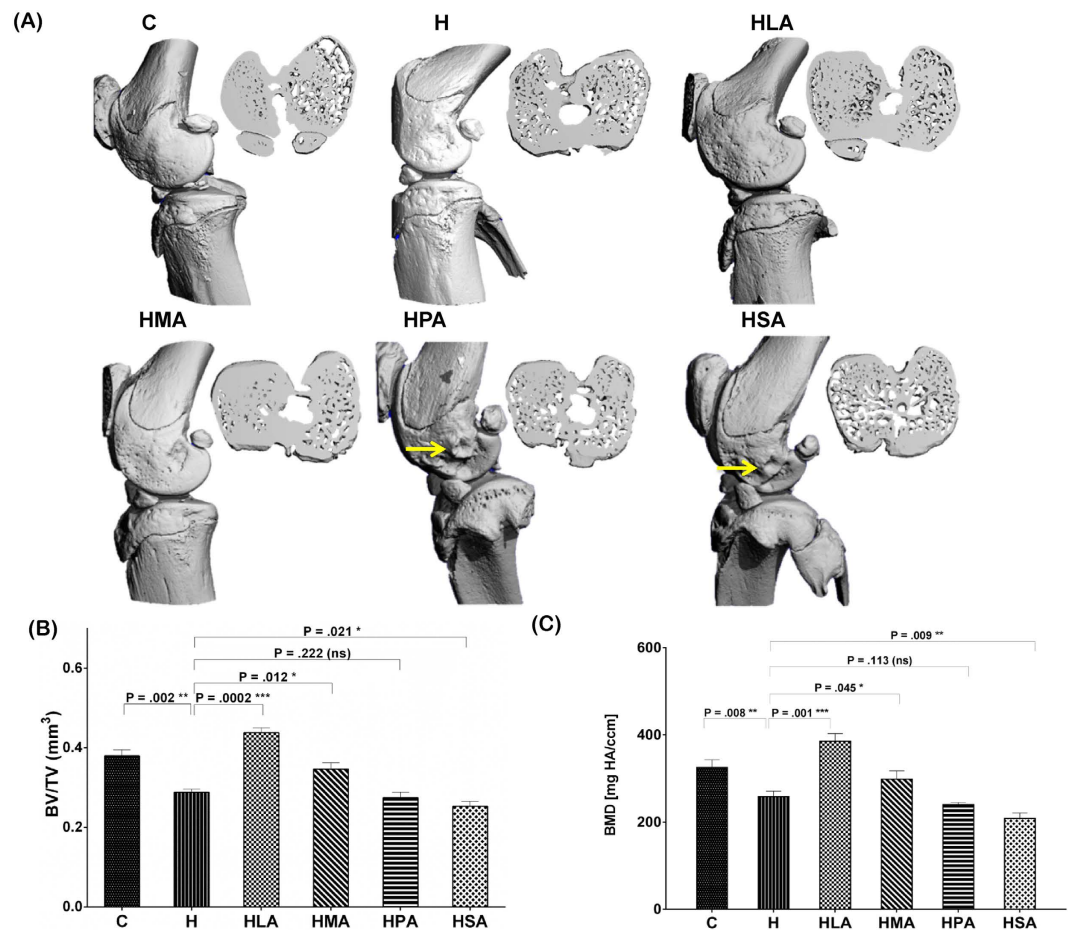 (A)
C
H
HLA
HMA
HPA
HSA
(B)
BV/TV (mm³)
0.6
0.4
0.2
0.0
P = .021 *
P = .222 (ns)
P = .012 *
P = .002 **
P = .0002 ***
C
H
HLA
HMA
HPA
HSA
(C)
BMD [mg HA/ccm]
600
400
200
0
P = .009 **
P = .113 (ns)
P = .045 *
P = .008 **
P = .001 ***
C
H
HLA
HMA
HPA
HSA